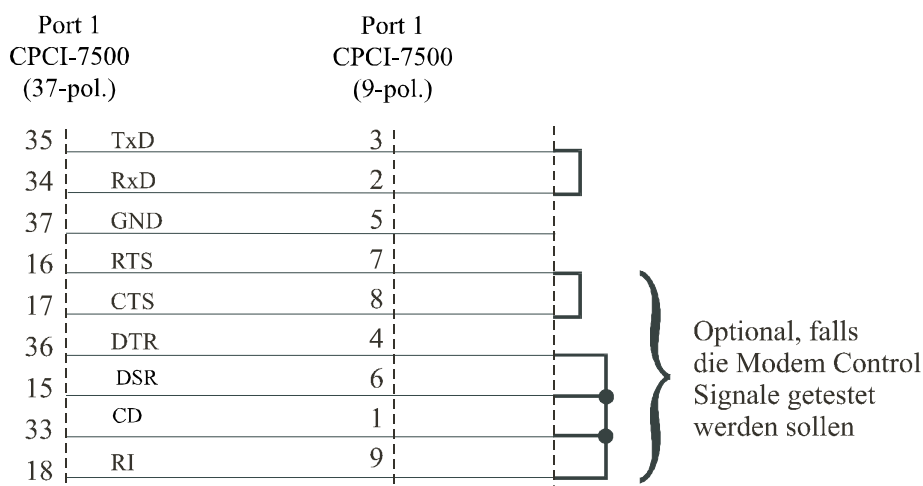 Port 1
CPCI-7500
(37-pol.)
Port 1
CPCI-7500
(9-pol.)
35 TxD 3
34 RxD 2
37 GND 5
16 RTS 7
17 CTS 8
36 DTR 4
15 DSR 6
33 CD 1
18 RI 9
Optional, falls
die Modem Control
Signale getestet
werden sollen